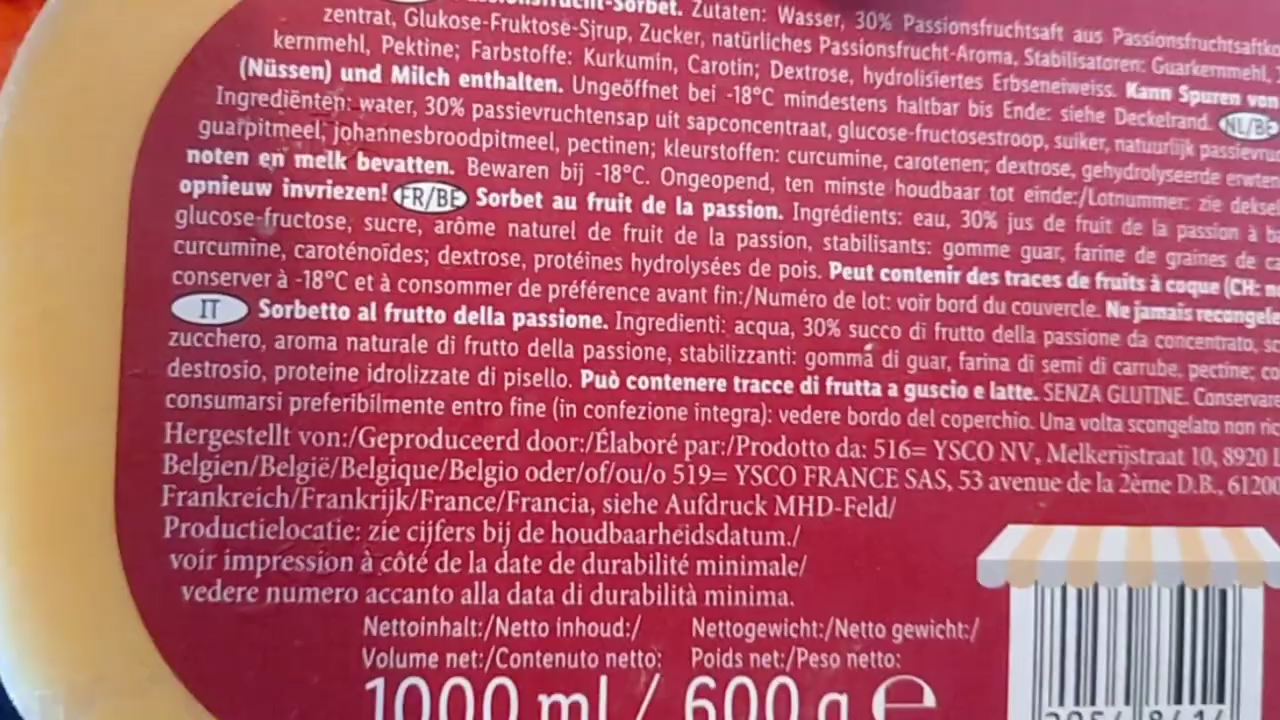 Sorbet. Zutaten: Wasser, 30% Passionsfruchtsaft aus
zentrat, Glukose-Fruktose-Sirup, Zucker, natürliches Passionsfrucht-Aroma, Stabilisatoren: Guarkernmehl,
kernmehl, Pektine; Farbstoffe: Kurkumin, Carotin; Dextrose, hydrolisiertes Erbseneiweiss. Kann Spuren von
(Nüssen) und Milch enthalten. Ungeöffnet bei -18°C mindestens haltbar bis Ende: siehe Deckelrand. NL/BE
Ingrediënten: water, 30% passievruchtensap uit sapconcentraat, glucose-fructosestroop, suiker, natuurlijk
guarpitmeel, johannesbroodpitmeel, pectinen; kleurstoffen: curcumine, carotenen; dextrose, gehydrolyseerde
noten en melk bevatten. Bewaren bij -18°C. Ongeopend, ten minste houdbaar tot einde:/Lotnummer: zie
opnieuw invriezen! FR/BE Sorbet au fruit de la passion. Ingrédients: eau, 30% jus de fruit de la passion à
glucose-fructose, sucre, arôme naturel de fruit de la passion, stabilisants: gomme guar, farine de graines de
curcumine, caroténoïdes; dextrose, protéines hydrolysées de pois. Peut contenir des traces de fruits à coque (CH:
conserver à -18°C et à consommer de préférence avant fin:/Numéro de lot: voir bord du couvercle. Ne jamais
IT Sorbetto al frutto della passione. Ingredienti: acqua, 30% succo di frutto della passione da concentrato,
zucchero, aroma naturale di frutto della passione, stabilizzanti: gomma di guar, farina di semi di carrube, pectine;
destrosio, proteine idrolizzate di pisello. Può contenere tracce di frutta a guscio e latte. SENZA GLUTINE.
consumarsi preferibilmente entro fine (in confezione integra): vedere bordo del coperchio. Una volta scongelato non
Hergestellt von:/Geproduceerd door:/Élaboré par:/Prodotto da: 516= YSCO NV, Melkerijstraat 10, 8920
Belgien/België/Belgique/Belgio oder/of/ou/o 519= YSCO FRANCE SAS, 53 avenue de la 2ème D.B., 61200
Frankreich/Frankrijk/France/Francia, siehe Aufdruck MHD-Feld/
Productielocatie: zie cijfers bij de houdbaarheidsdatum./
voir impression à côté de la date de durabilité minimale/
vedere numero accanto alla data di durabilità minima.
Nettoinhalt:/Netto inhoud:/ Nettogewicht:/Netto gewicht:/
Volume net:/Contenuto netto: Poids net:/Peso netto:
1000 ml / 600 g e